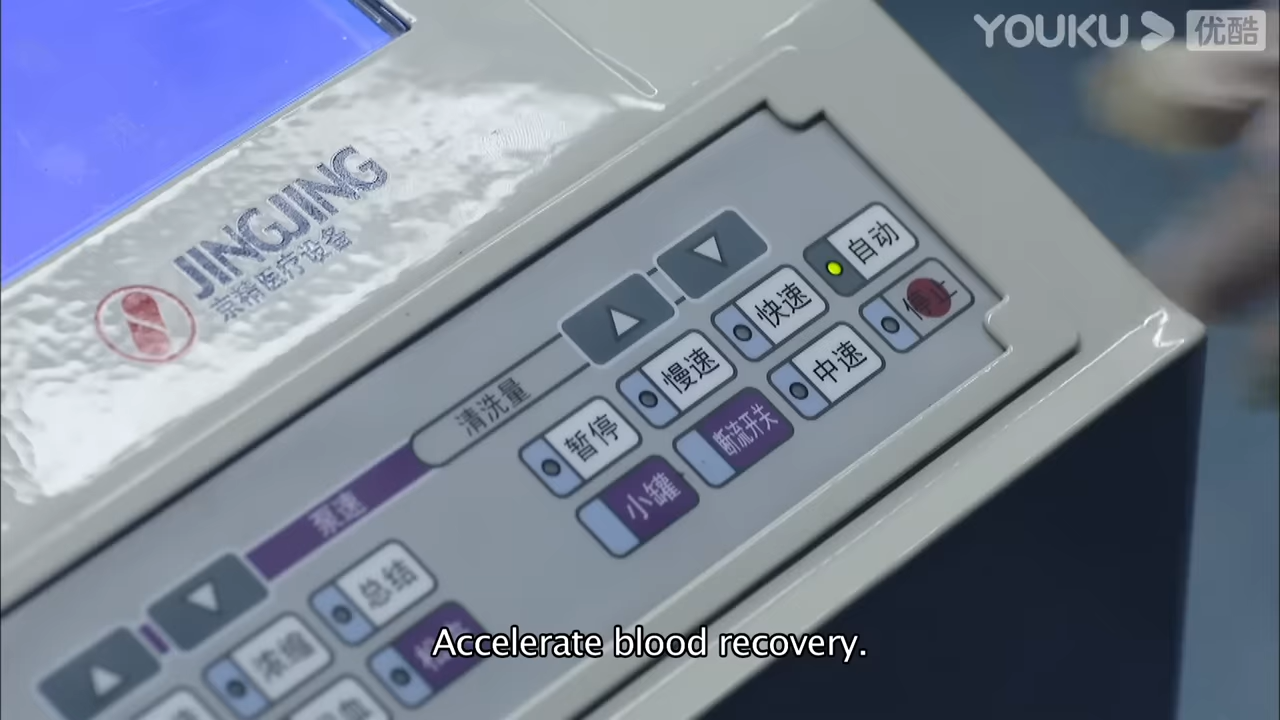 YOUKU 优酷
JINGJING
京精医疗设备
自动
停止
快速
中速
慢速
断流开关
暂停
小罐
清洗量
泵速
总结
浓缩
Accelerate blood recovery.